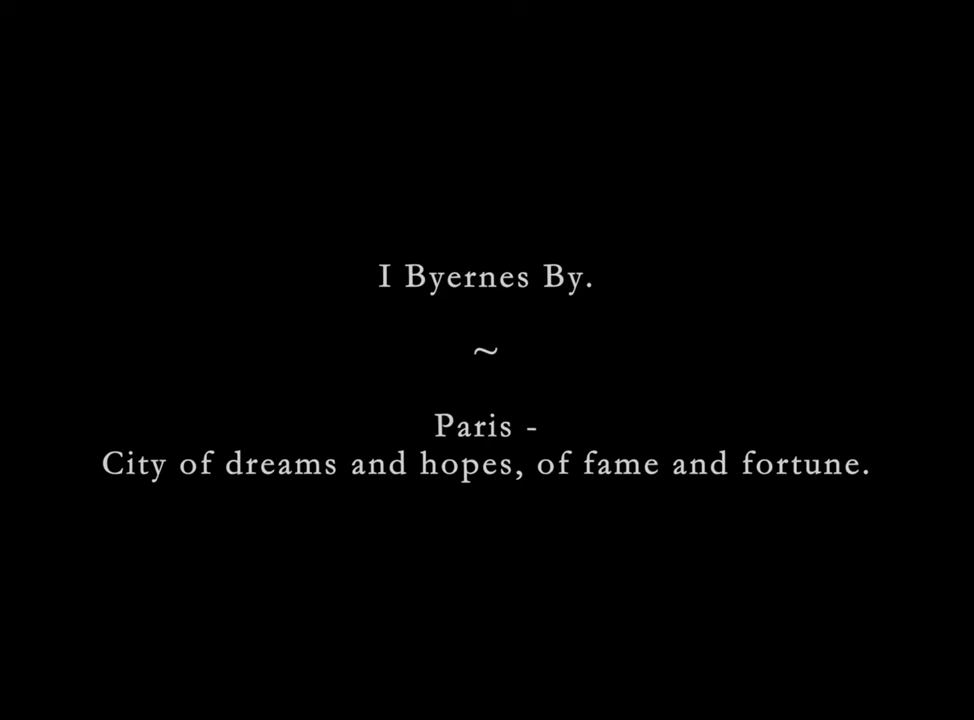 I Byernes By.
~
Paris -
City of dreams and hopes, of fame and fortune.